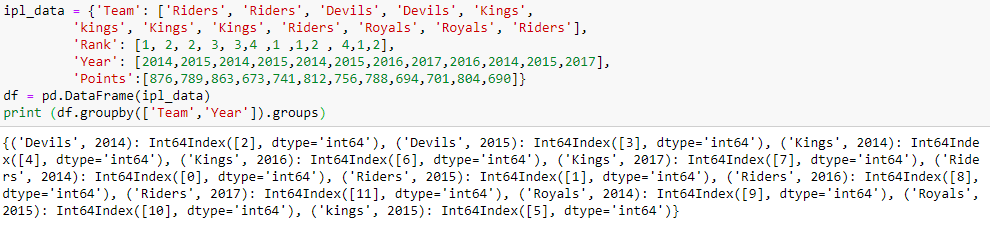 ipl_data = {'Team': ['Riders', 'Riders', 'Devils', 'Devils', 'Kings',
'kings', 'Kings', 'Kings', 'Riders', 'Royals', 'Royals', 'Riders'],
'Rank': [1, 2, 2, 3, 3,4 ,1 ,1,2 , 4,1,2],
'Year': [2014,2015,2014,2015,2014,2015,2016,2017,2016,2014,2015,2017],
'Points':[876,789,863,673,741,812,756,788,694,701,804,690]}
df = pd.DataFrame(ipl_data)
print (df.groupby(['Team','Year']).groups)
{('Devils', 2014): Int64Index([2], dtype='int64'), ('Devils', 2015): Int64Index([3], dtype='int64'), ('Kings', 2014): Int64Inde
x([4], dtype='int64'), ('Kings', 2016): Int64Index([6], dtype='int64'), ('Kings', 2017): Int64Index([7], dtype='int64'), ('Ride
rs', 2014): Int64Index([0], dtype='int64'), ('Riders', 2015): Int64Index([1], dtype='int64'), ('Riders', 2016): Int64Index([8],
dtype='int64'), ('Riders', 2017): Int64Index([11], dtype='int64'), ('Royals', 2014): Int64Index([9], dtype='int64'), ('Royals',
2015): Int64Index([10], dtype='int64'), ('kings', 2015): Int64Index([5], dtype='int64')}